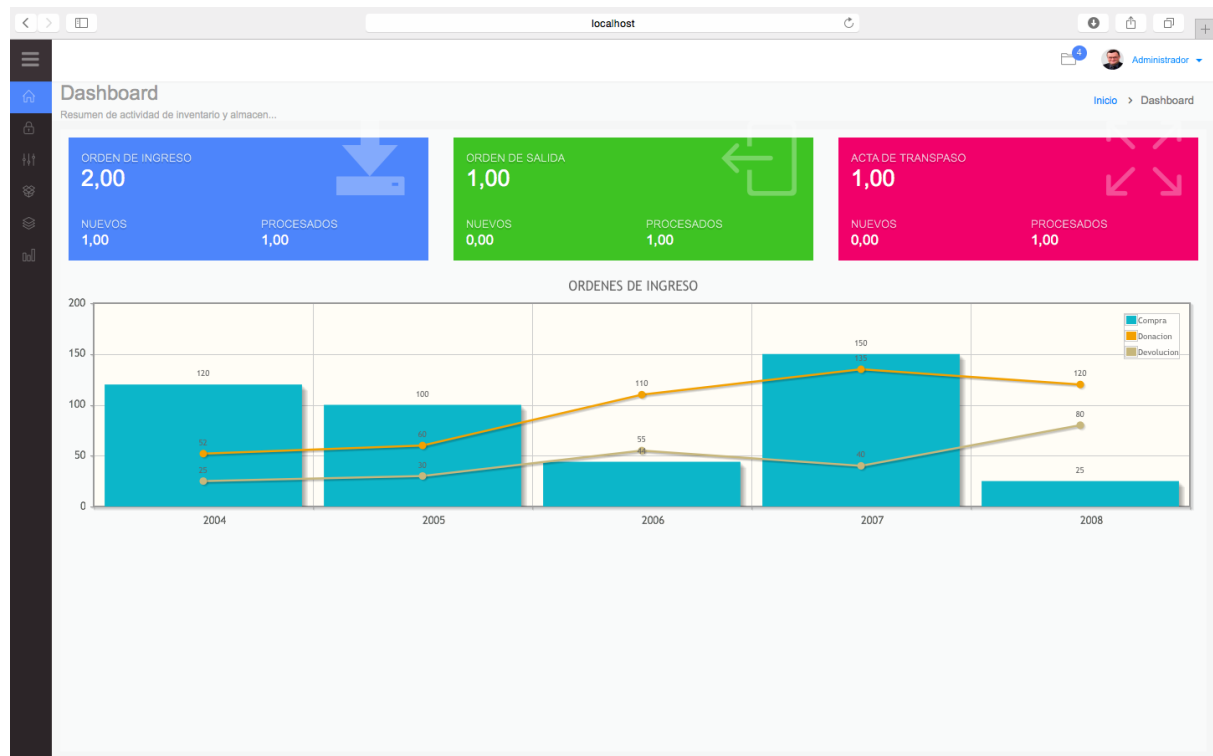 localhost
4
Administrador
Dashboard
Resumen de actividad de inventario y almacen...
Inicio > Dashboard
ORDEN DE INGRESO
2,00
NUEVOS PROCESADOS
1,00 1,00
ORDEN DE SALIDA
1,00
NUEVOS PROCESADOS
0,00 1,00
ACTA DE TRANSPASO
1,00
NUEVOS PROCESADOS
0,00 1,00
ORDENES DE INGRESO
200
150
100
50
0
Compra
Donacion
Devolucion
120
100
150
25
52
60
110
135
120
25
30
55
40
80
2004
2005
2006
2007
2008